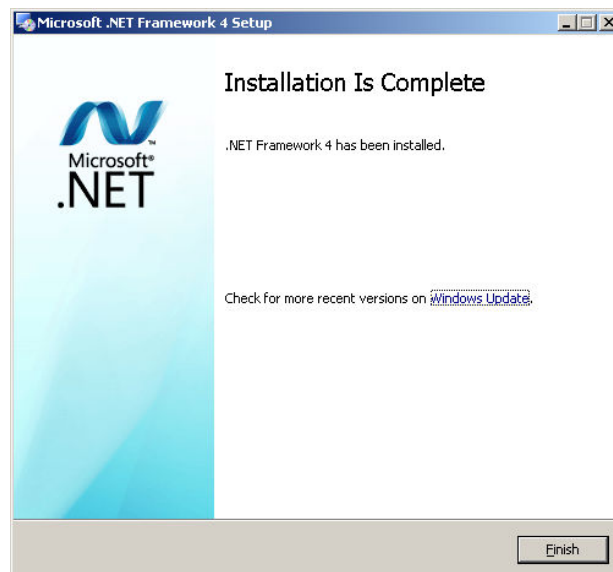 Microsoft .NET Framework 4 Setup
Installation Is Complete
Microsoft®
.NET
™
.NET Framework 4 has been installed.
Check for more recent versions on Windows Update.
Finish